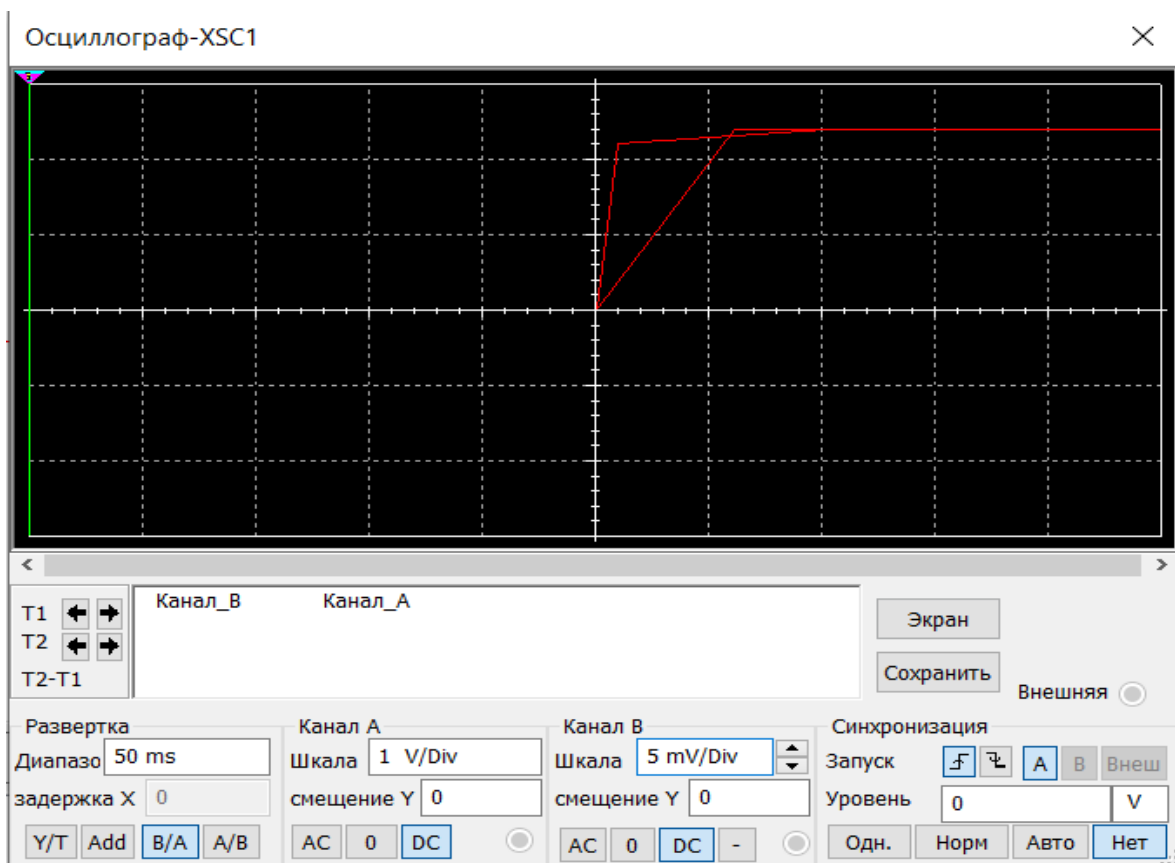 Осциллограф-XSC1
T1
T2
T2-T1
Канал_B Канал_A
Экран
Сохранить
Внешняя
Развертка
Диапазо 50 ms
задержка X 0
Y/T Add B/A A/B
Канал A
Шкала 1 V/Div
смещение Y 0
AC 0 DC
Канал B
Шкала 5 mV/Div
смещение Y 0
AC 0 DC -
Синхронизация
Запуск A B Внеш
Уровень 0 V
Одн. Норм Авто Нет